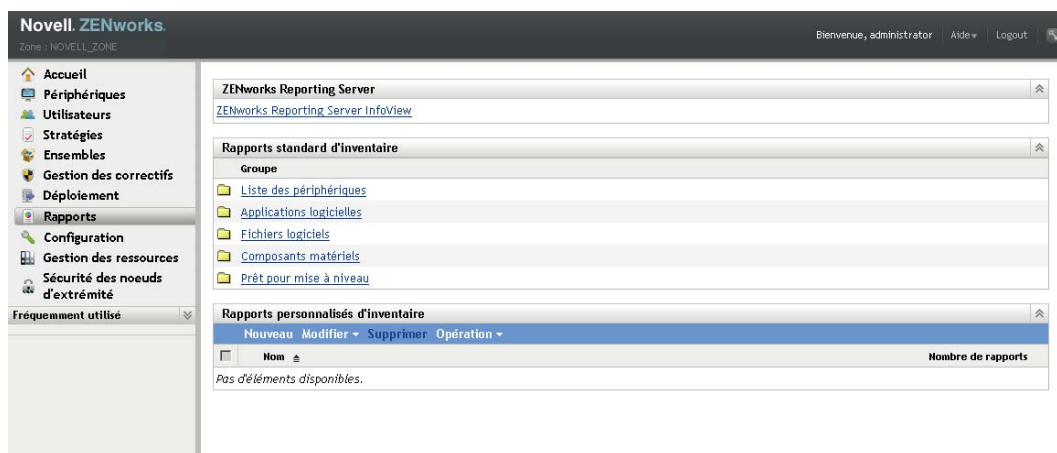 Novell. ZENworks.
Zone : NOVELL_ZONE
Bienvenue, administrator Aide Logout
Accueil
Périphériques
Utilisateurs
Stratégies
Ensembles
Gestion des correctifs
Déploiement
Rapports
Configuration
Gestion des ressources
Sécurité des noeuds
d'extrémité
Fréquemment utilisé
ZENworks Reporting Server
ZENworks Reporting Server InfoView
Rapports standard d'inventaire
Groupe
Liste des périphériques
Applications logicielles
Fichiers logiciels
Composants matériels
Prêt pour mise à niveau
Rapports personnalisés d'inventaire
Nouveau Modifier Supprimer Opération
Nom Nombre de rapports
Pas d'éléments disponibles.